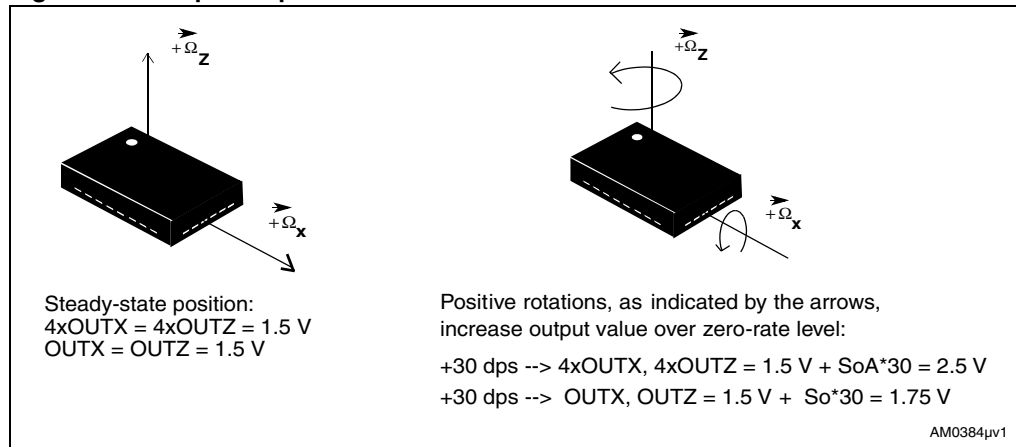 +Ω Z
+Ω x
Steady-state position:
4xOUTX = 4xOUTZ = 1.5 V
OUTX = OUTZ = 1.5 V
+Ω Z
+Ω x
Positive rotations, as indicated by the arrows,
increase output value over zero-rate level:
+30 dps --> 4xOUTX, 4xOUTZ = 1.5 V + SoA*30 = 2.5 V
+30 dps --> OUTX, OUTZ = 1.5 V + So*30 = 1.75 V
AM0384µv1